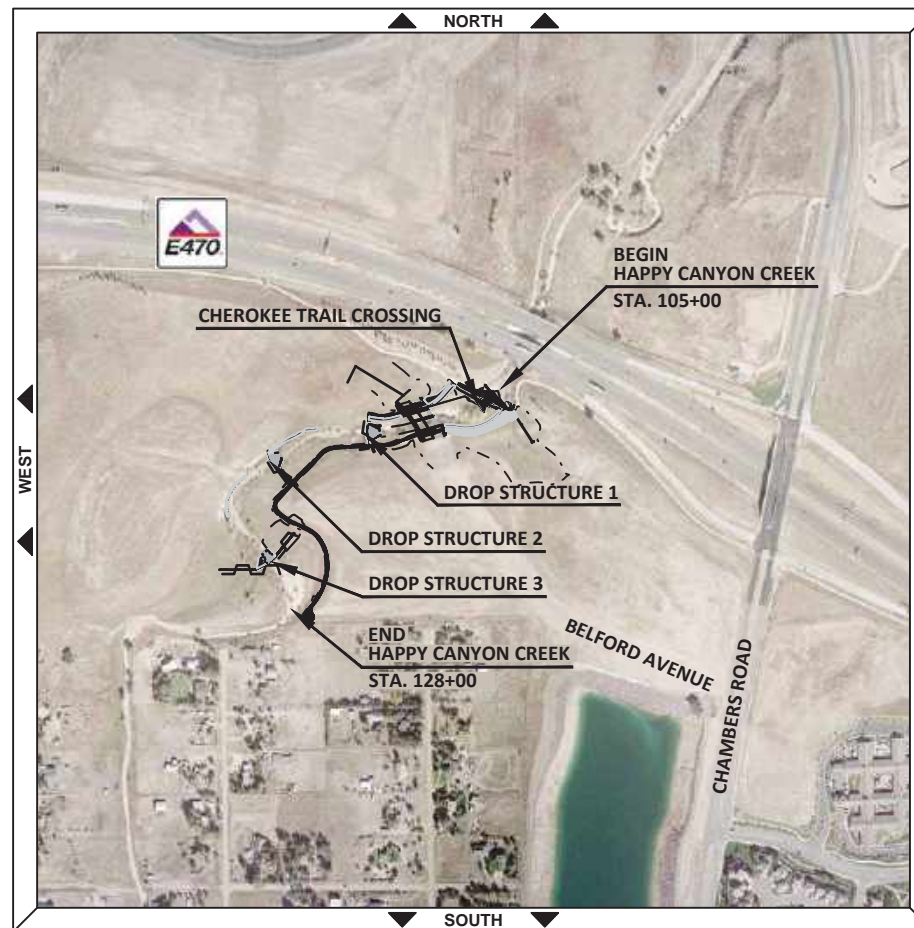 NORTH
E470
BEGIN
HAPPY CANYON CREEK
STA. 105+00
CHEROKEE TRAIL CROSSING
WEST
DROP STRUCTURE 1
DROP STRUCTURE 2
DROP STRUCTURE 3
END
HAPPY CANYON CREEK
STA. 128+00
BELFORD AVENUE
CHAMBERS ROAD
SOUTH